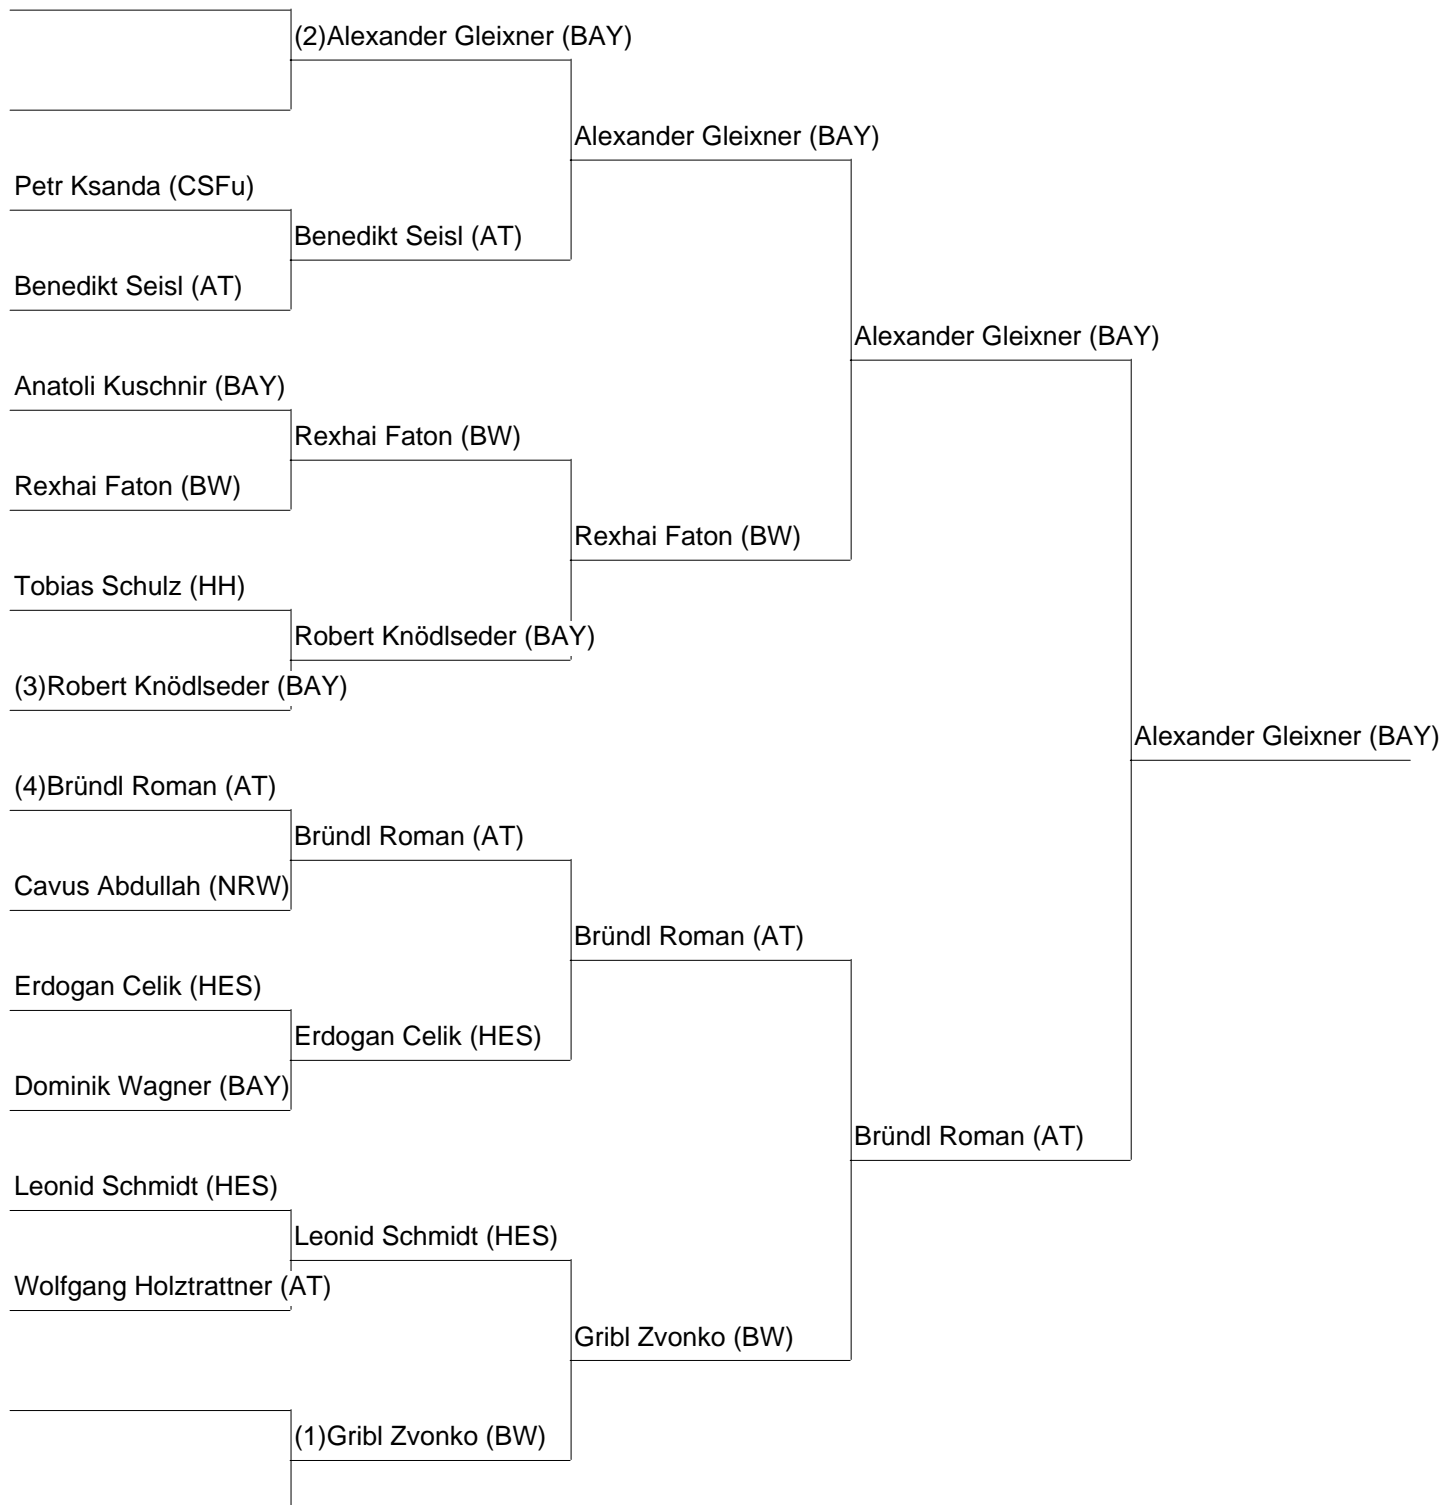 (2)Alexander Gleixner (BAY)
Alexander Gleixner (BAY)
Petr Ksanda (CSFu)
Benedikt Seisl (AT)
Benedikt Seisl (AT)
Alexander Gleixner (BAY)
Anatoli Kuschnir (BAY)
Rexhai Faton (BW)
Rexhai Faton (BW)
Rexhai Faton (BW)
Tobias Schulz (HH)
Robert Knödlseder (BAY)
(3)Robert Knödlseder (BAY)
Alexander Gleixner (BAY)
(4)Bründl Roman (AT)
Bründl Roman (AT)
Cavus Abdullah (NRW)
Bründl Roman (AT)
Erdogan Celik (HES)
Erdogan Celik (HES)
Dominik Wagner (BAY)
Bründl Roman (AT)
Leonid Schmidt (HES)
Leonid Schmidt (HES)
Wolfgang Holztrattner (AT)
Gribl Zvonko (BW)
(1)Gribl Zvonko (BW)